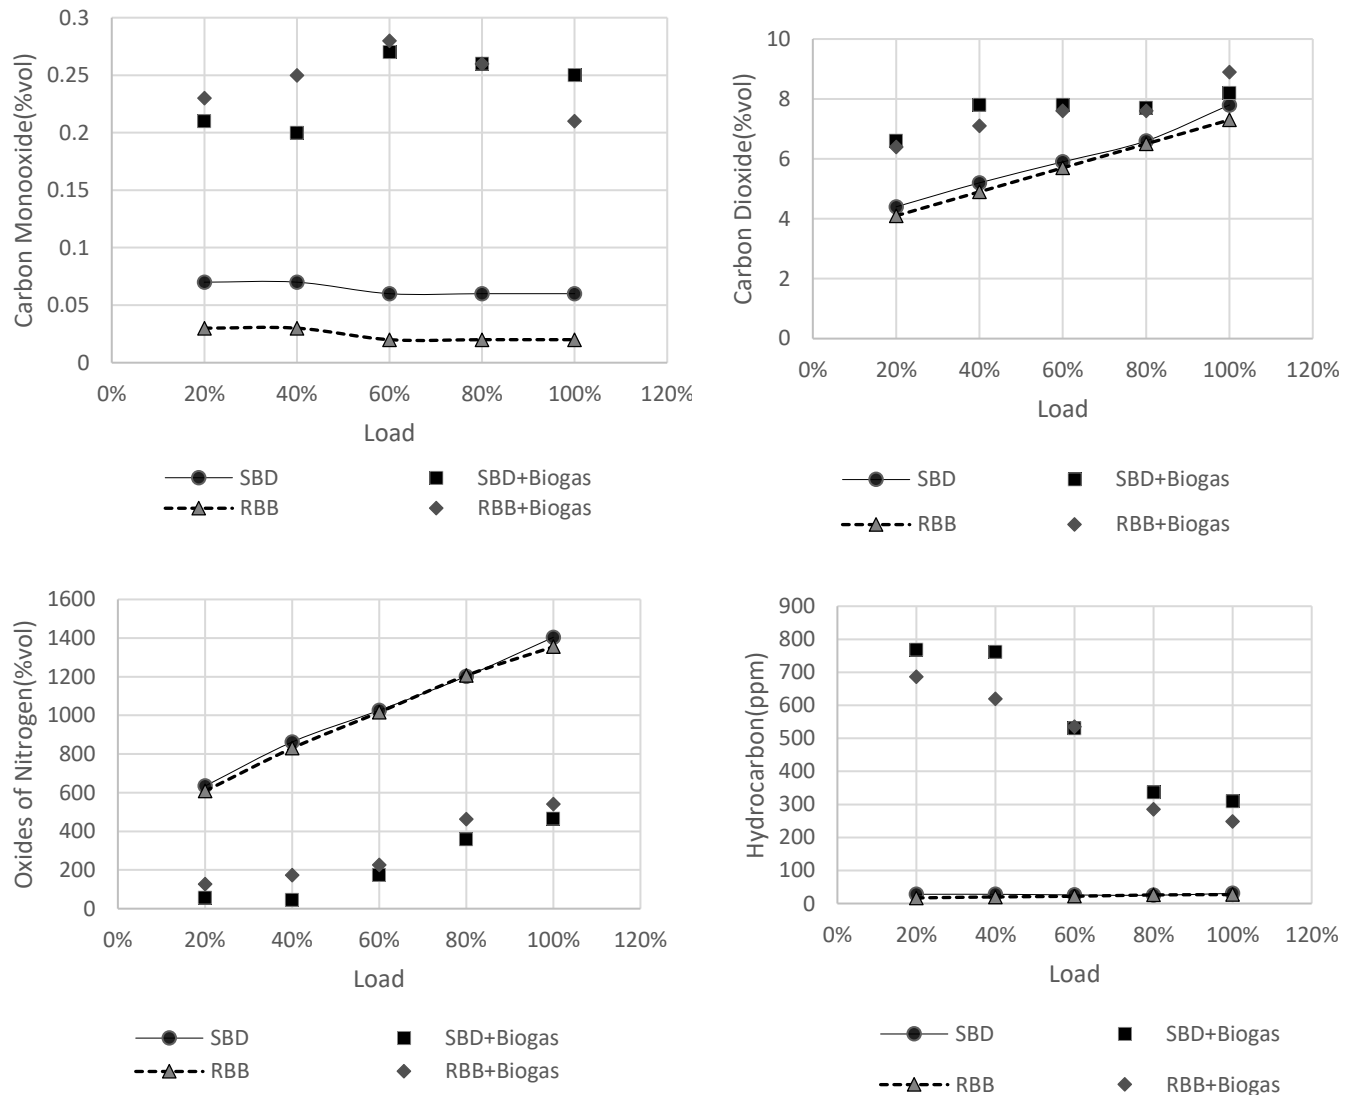 0.3
0.25
0.2
0.15
0.1
0.05
0
Carbon Monooxide(%vol)
0% 20% 40% 60% 80% 100% 120%
Load
SBD SBD+Biogas
RBB RBB+Biogas
10
8
6
4
2
0
Carbon Dioxide(%vol)
0% 20% 40% 60% 80% 100% 120%
Load
SBD SBD+Biogas
RBB RBB+Biogas
1600
1400
1200
1000
800
600
400
200
0
Oxides of Nitrogen(%vol)
0% 20% 40% 60% 80% 100% 120%
Load
SBD SBD+Biogas
RBB RBB+Biogas
900
800
700
600
500
400
300
200
100
0
Hydrocarbon(ppm)
0% 20% 40% 60% 80% 100% 120%
Load
SBD SBD+Biogas
RBB RBB+Biogas